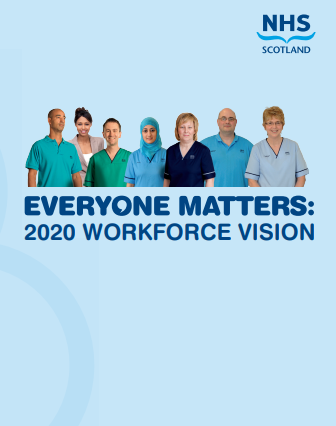 NHS
SCOTLAND
EVERYONE MATTERS:
2020 WORKFORCE VISION